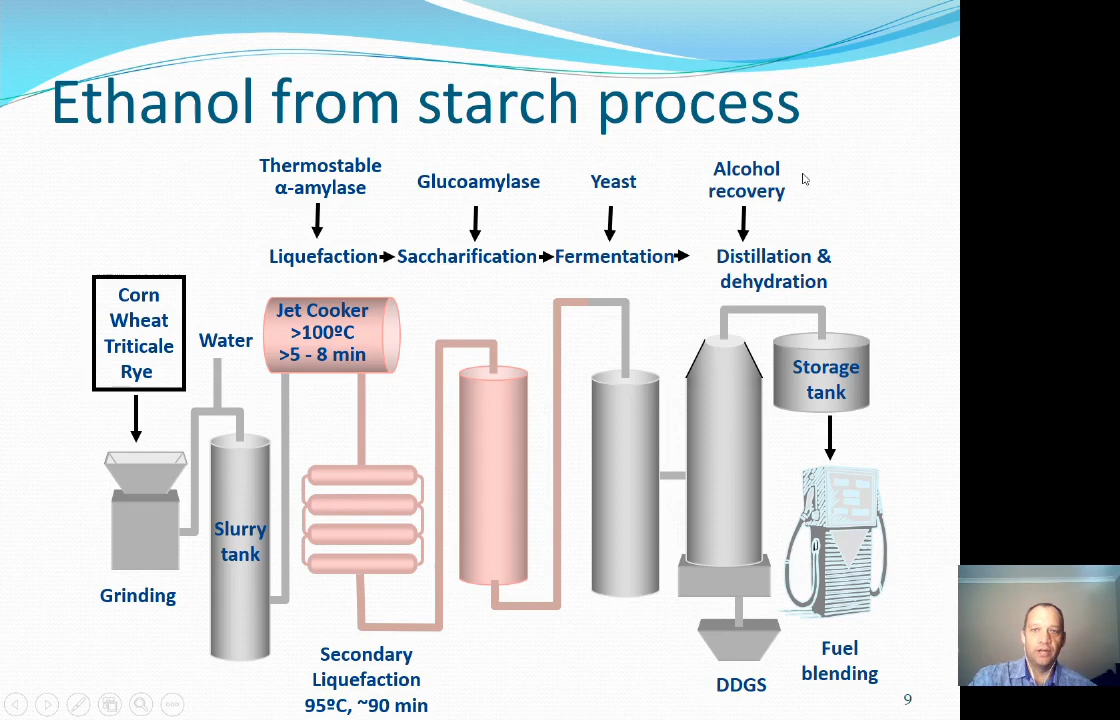 Ethanol from starch process
Thermostable
α-amylase
Glucoamylase
Yeast
Alcohol
recovery
Liquefaction
Saccharification
Fermentation
Distillation &
dehydration
Corn
Wheat
Triticale
Rye
Water
Jet Cooker
>100ºC
>5 - 8 min
Storage
tank
Slurry
tank
Grinding
Secondary
Liquefaction
95ºC, ~90 min
DDGS
Fuel
blending
9